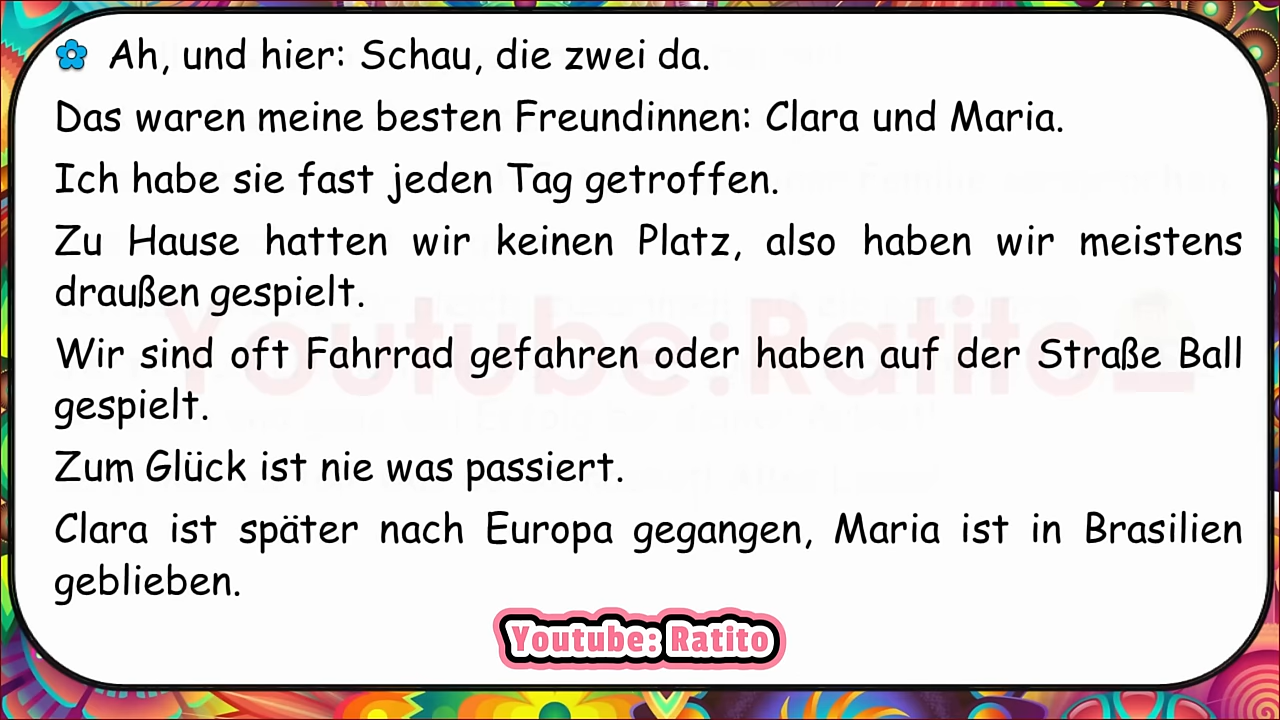 Ah, und hier: Schau, die zwei da.
Das waren meine besten Freundinnen: Clara und Maria.
Ich habe sie fast jeden Tag getroffen.
Zu Hause hatten wir keinen Platz, also haben wir meistens
draußen gespielt.
Wir sind oft Fahrrad gefahren oder haben auf der Straße Ball
gespielt.
Zum Glück ist nie was passiert.
Clara ist später nach Europa gegangen, Maria ist in Brasilien
geblieben.
Youtube:Ratito
Youtube: Ratito